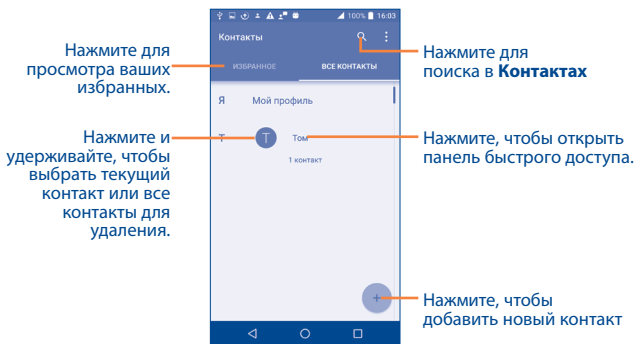 100% 16:03
Контакты
ИЗБРАННОЕ
ВСЕ КОНТАКТЫ
Я Мой профиль
Т Т Том
1 контакт
+
Нажмите для
просмотра ваших
избранных.
Нажмите и
удерживайте, чтобы
выбрать текущий
контакт или все
контакты для
удаления.
Нажмите для
поиска в Контактах
Нажмите, чтобы открыть
панель быстрого доступа.
Нажмите, чтобы
добавить новый контакт